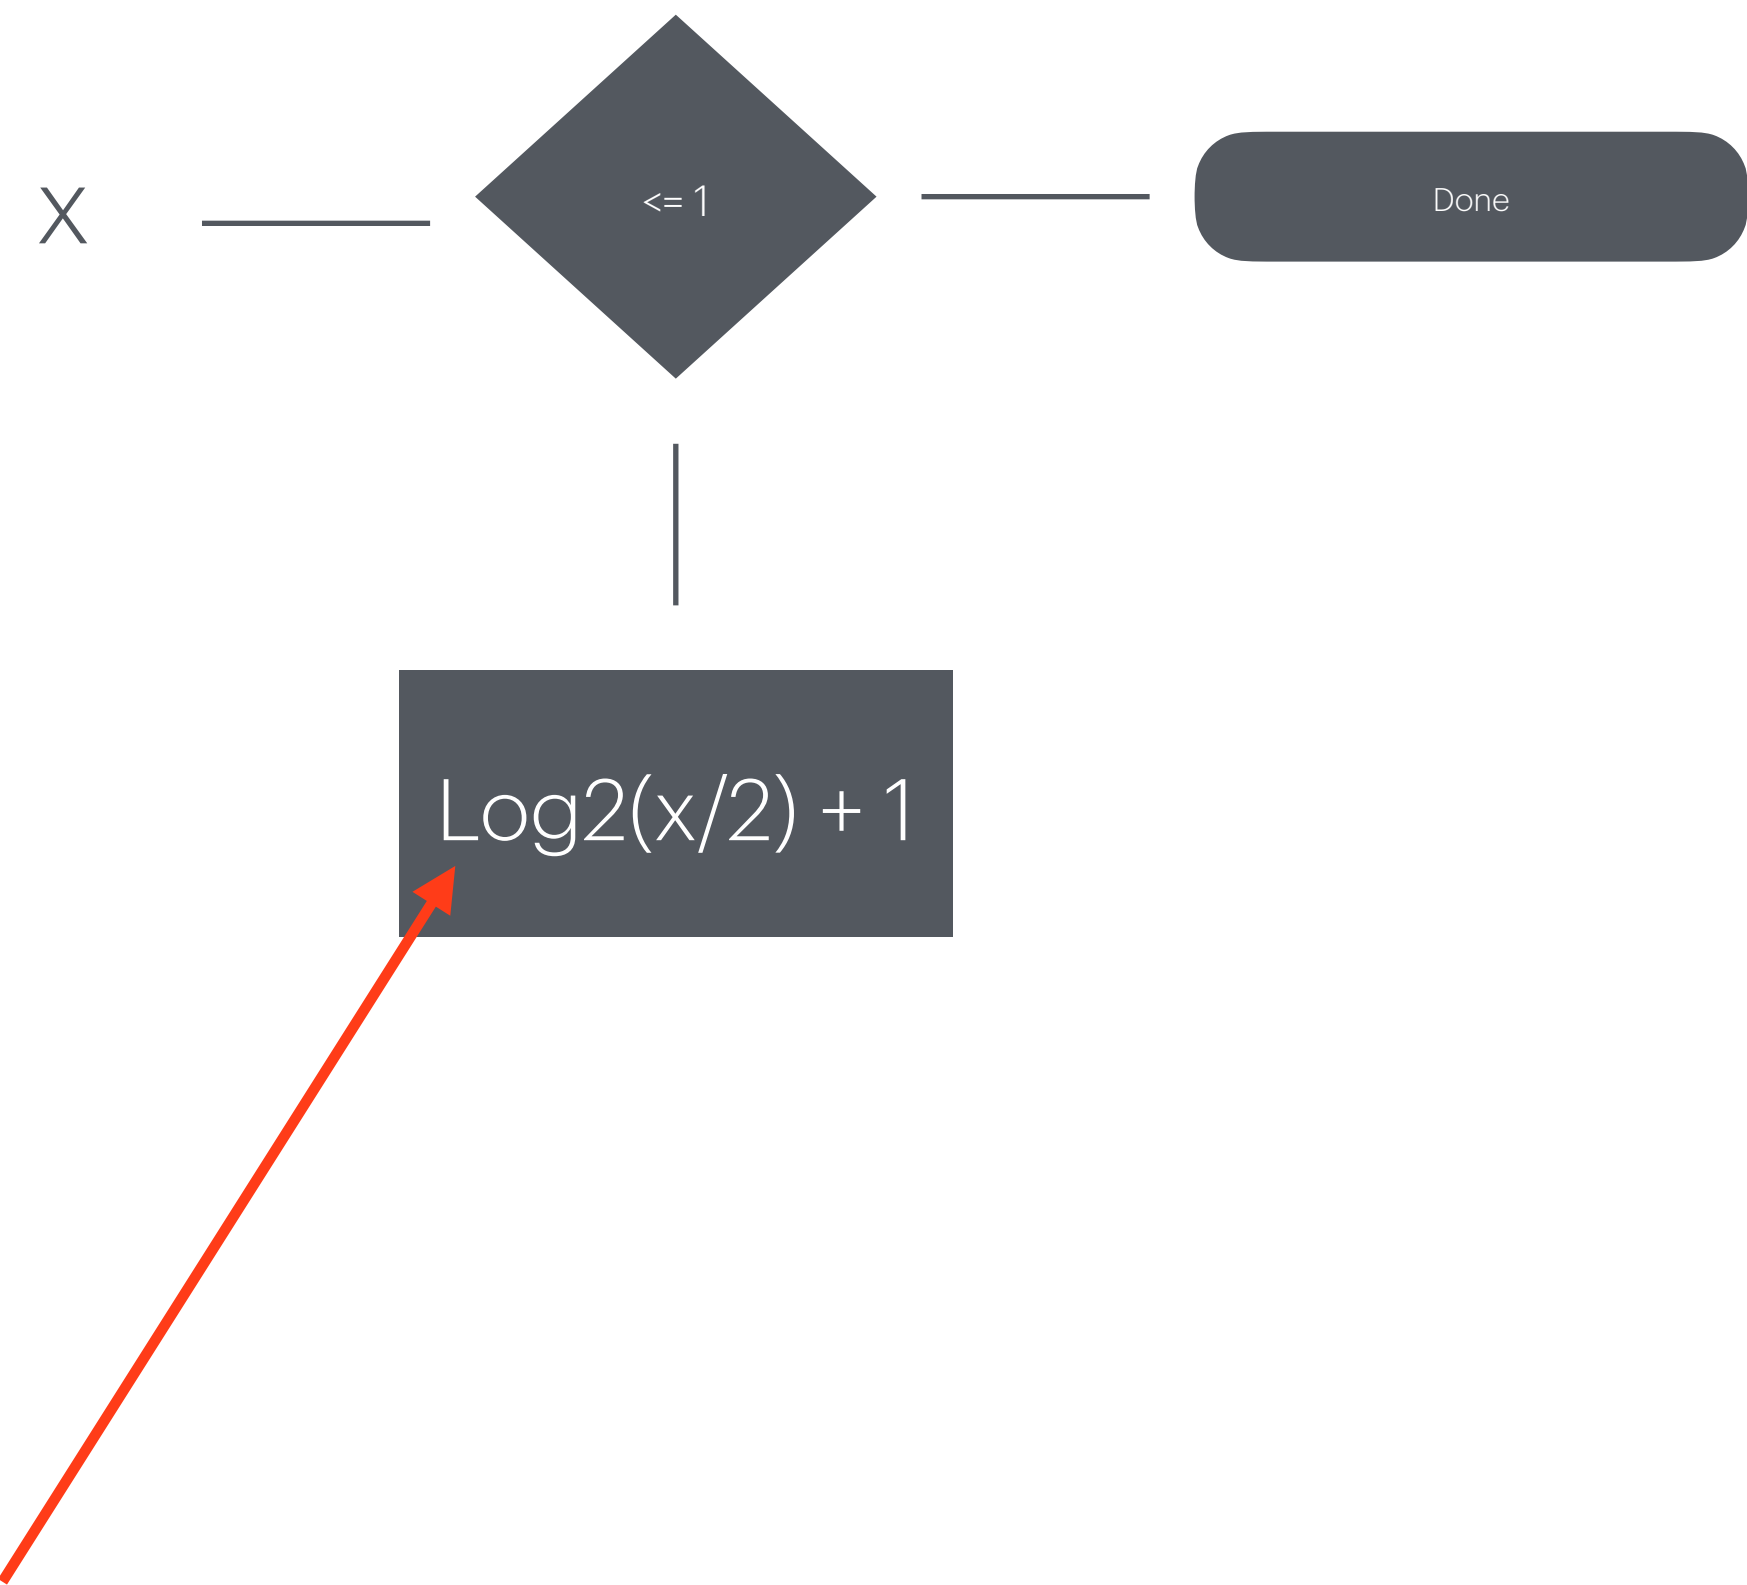 X
<= 1
Done
Log2(x/2) + 1